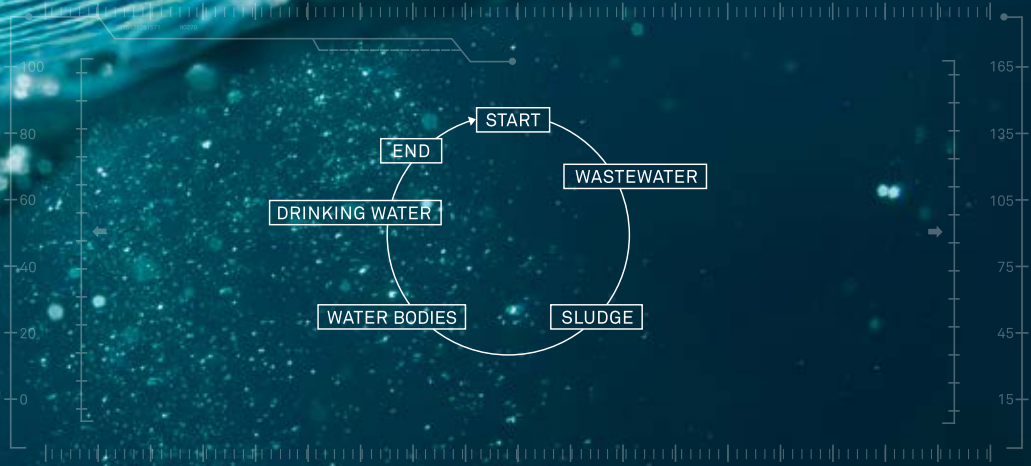 100
80
60
40
20
0
START
END
WASTEWATER
DRINKING WATER
WATER BODIES
SLUDGE
165
135
105
75
45
15